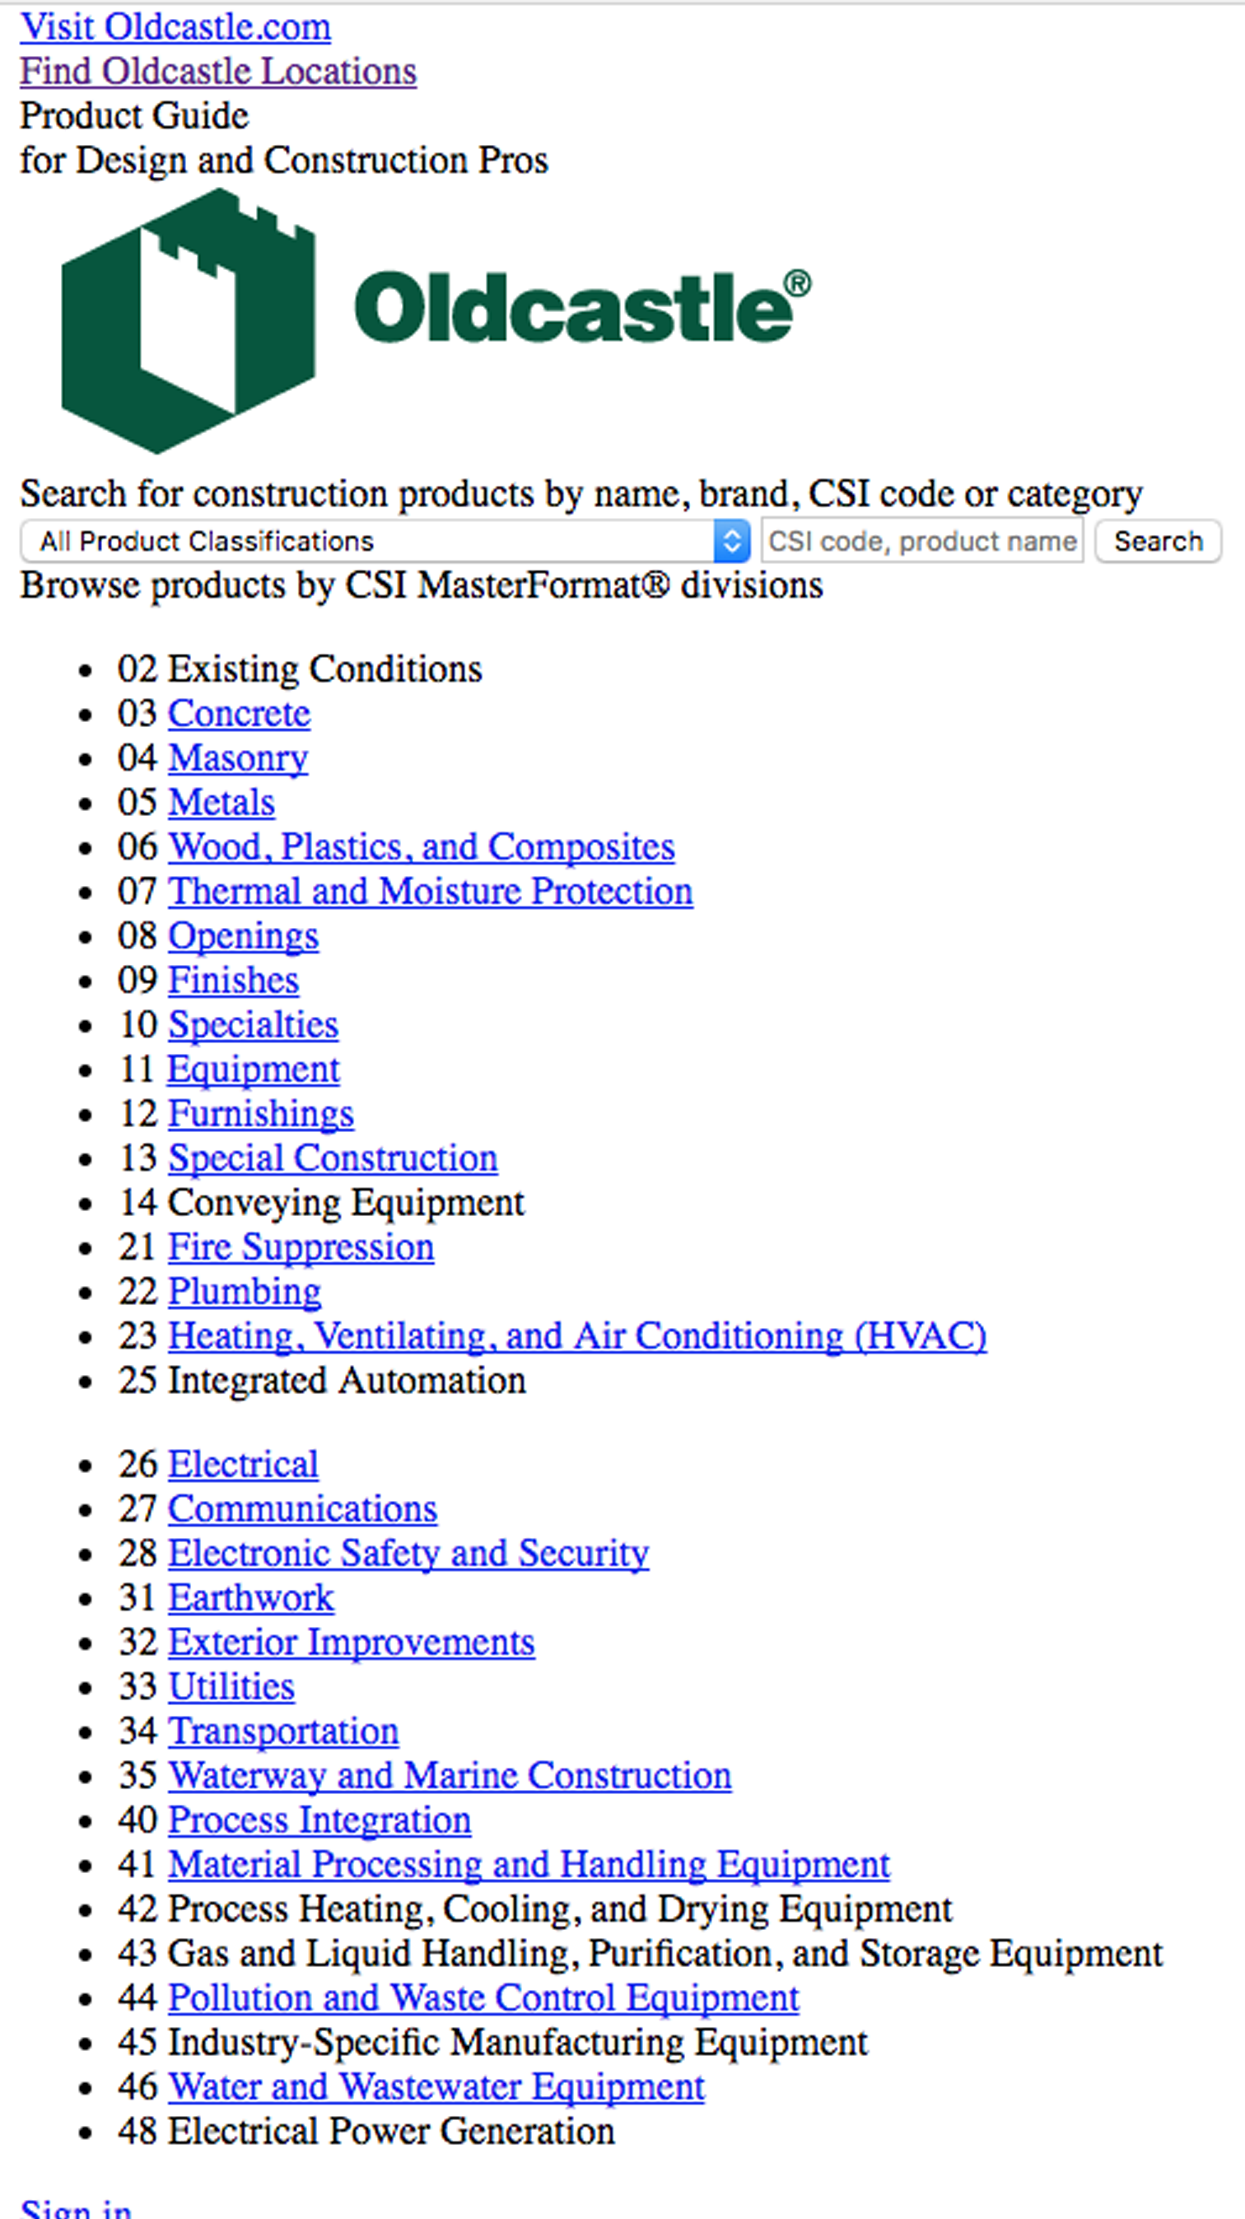 Visit Oldcastle.com
Find Oldcastle Locations
Product Guide
for Design and Construction Pros
Oldcastle®
Search for construction products by name, brand, CSI code or category
All Product Classifications CSI code, product name Search
Browse products by CSI MasterFormat® divisions
• 02 Existing Conditions
• 03 Concrete
• 04 Masonry
• 05 Metals
• 06 Wood, Plastics, and Composites
• 07 Thermal and Moisture Protection
• 08 Openings
• 09 Finishes
• 10 Specialties
• 11 Equipment
• 12 Furnishings
• 13 Special Construction
• 14 Conveying Equipment
• 21 Fire Suppression
• 22 Plumbing
• 23 Heating, Ventilating, and Air Conditioning (HVAC)
• 25 Integrated Automation
• 26 Electrical
• 27 Communications
• 28 Electronic Safety and Security
• 31 Earthwork
• 32 Exterior Improvements
• 33 Utilities
• 34 Transportation
• 35 Waterway and Marine Construction
• 40 Process Integration
• 41 Material Processing and Handling Equipment
• 42 Process Heating, Cooling, and Drying Equipment
• 43 Gas and Liquid Handling, Purification, and Storage Equipment
• 44 Pollution and Waste Control Equipment
• 45 Industry-Specific Manufacturing Equipment
• 46 Water and Wastewater Equipment
• 48 Electrical Power Generation
Sign in